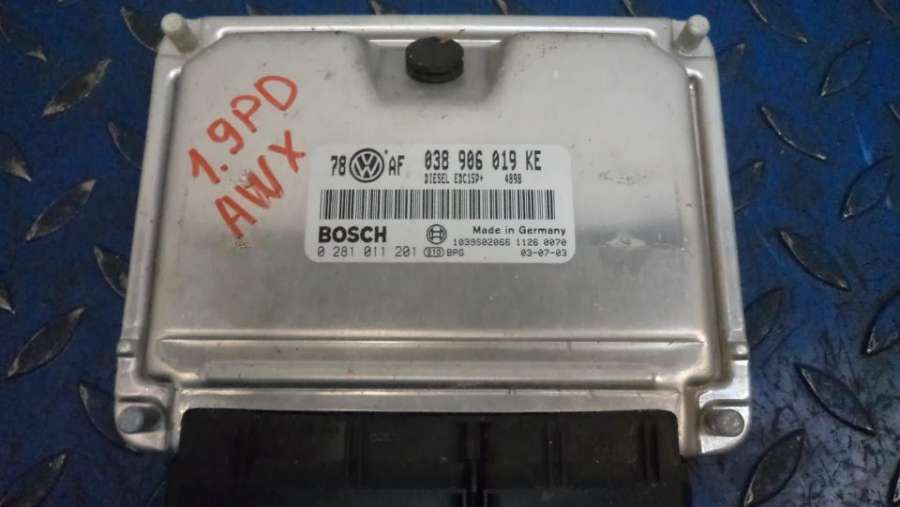 1.9PD
AWX
78 AF 038 906 019 KE
DIESEL EDC15P+ 4898
BOSCH Made in Germany
1039S02066 1126 0070
0 281 011 201 BPG 03-07-03